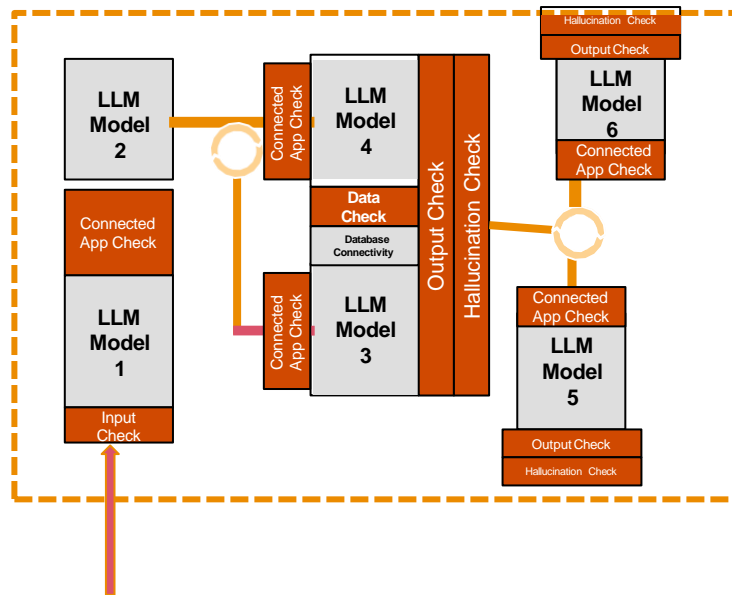 LLM
Model
2
Connected
App Check
LLM
Model
1
Input
Check
Connected
App Check
LLM
Model
4
Data
Check
Database
Connectivity
Connected
App Check
LLM
Model
3
Output Check
Hallucination Check
Hallucination Check
Output Check
LLM
Model
6
Connected
App Check
Connected
App Check
LLM
Model
5
Output Check
Hallucination Check